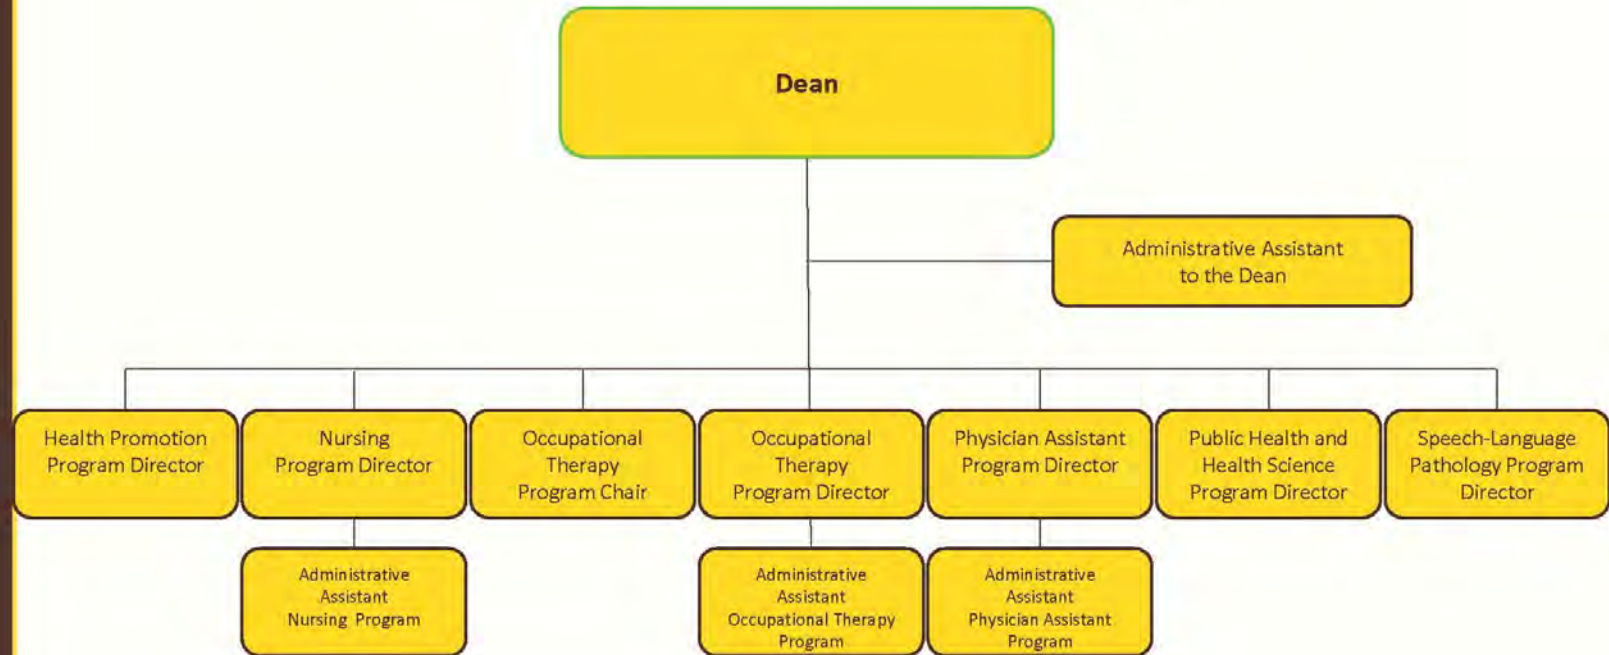 Dean
Administrative Assistant
to the Dean
Health Promotion
Program Director
Nursing
Program Director
Occupational
Therapy
Program Chair
Occupational
Therapy
Program Director
Physician Assistant
Program Director
Public Health and
Health Science
Program Director
Speech-Language
Pathology Program
Director
Administrative
Assistant
Nursing Program
Administrative
Assistant
Occupational Therapy
Program
Administrative
Assistant
Physician Assistant
Program